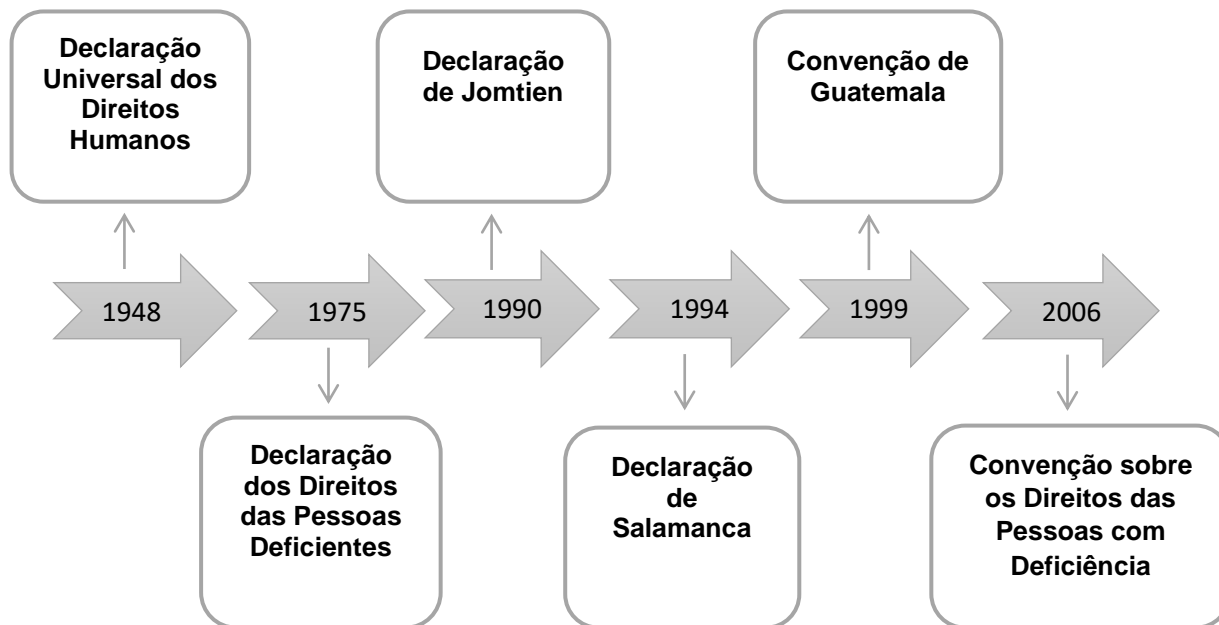 Declaração
Universal dos
Direitos
Humanos
Declaração
de Jomtien
Convenção de
Guatemala
1948
1975
1990
1994
1999
2006
Declaração
dos Direitos
das Pessoas
Deficientes
Declaração
de
Salamanca
Convenção sobre
os Direitos das
Pessoas com
Deficiência